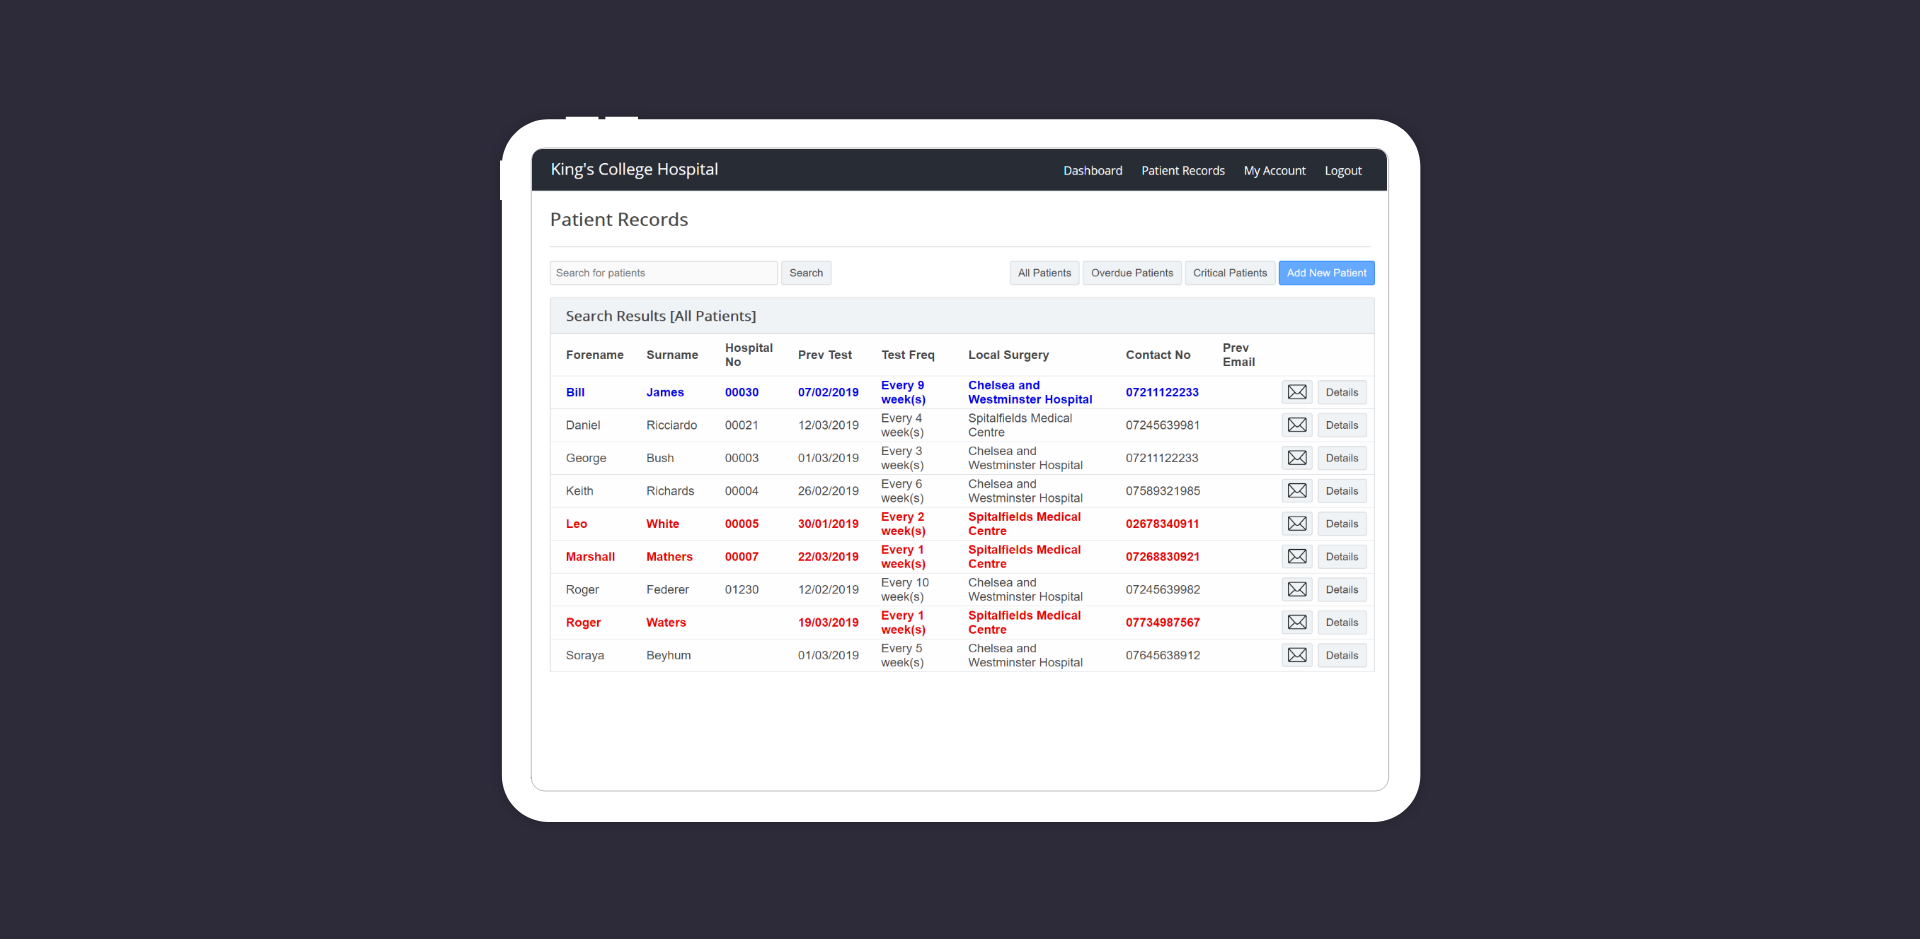 King's College Hospital Dashboard Patient Records My Account Logout
Patient Records
Search for patients Search All Patients Overdue Patients Critical Patients Add New Patient
Search Results [All Patients]
Forename Surname Hospital No Prev Test Test Freq Local Surgery Contact No Prev Email
Bill James 00030 07/02/2019 Every 9 week(s) Chelsea and Westminster Hospital 07211122233 Details
Daniel Ricciardo 00021 12/03/2019 Every 4 week(s) Spitalfields Medical Centre 07245639981 Details
George Bush 00003 01/03/2019 Every 3 week(s) Chelsea and Westminster Hospital 07211122233 Details
Keith Richards 00004 26/02/2019 Every 6 week(s) Chelsea and Westminster Hospital 07589321985 Details
Leo White 00005 30/01/2019 Every 2 week(s) Spitalfields Medical Centre 02678340911 Details
Marshall Mathers 00007 22/03/2019 Every 1 week(s) Spitalfields Medical Centre 07268830921 Details
Roger Federer 01230 12/02/2019 Every 10 week(s) Chelsea and Westminster Hospital 07245639982 Details
Roger Waters 19/03/2019 Every 1 week(s) Spitalfields Medical Centre 07734987567 Details
Soraya Beyhum 01/03/2019 Every 5 week(s) Chelsea and Westminster Hospital 07645638912 Details